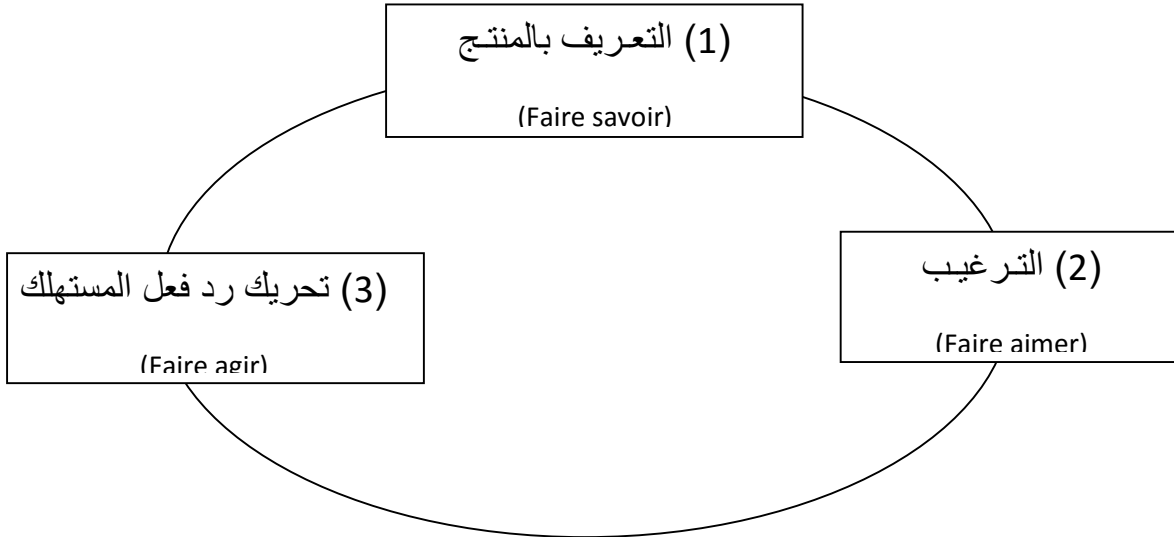 (1) التعريف بالمنتج
(Faire savoir)
(2) الترغيب
(Faire aimer)
(3) تحريك رد فعل المستهلك
(Faire agir)